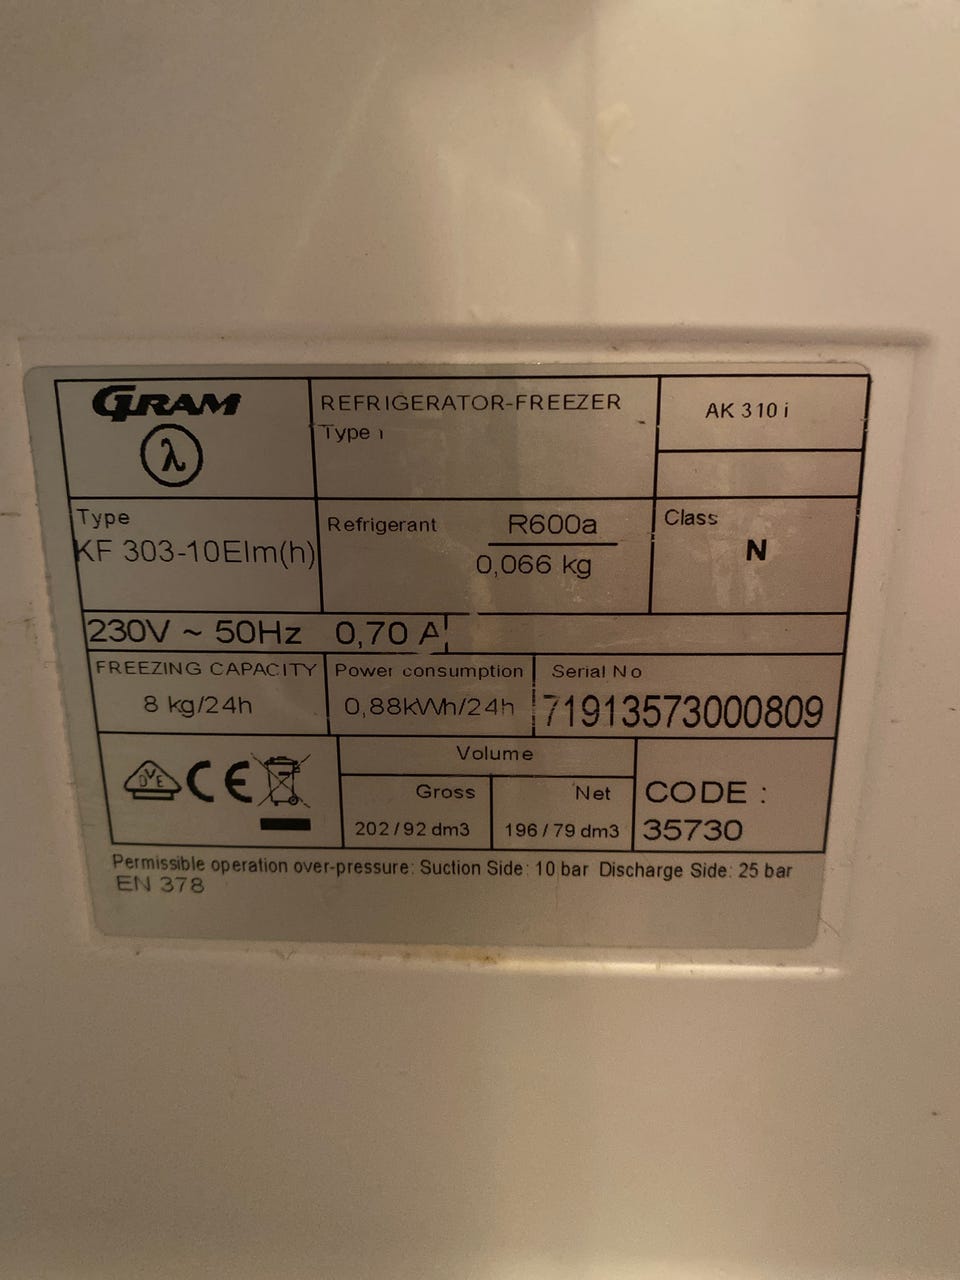 GRAM
λ
REFRIGERATOR-FREEZER
Type I
AK 310 i
Type
KF 303-10Elm(h)
Refrigerant
R600a
0,066 kg
Class
N
230V ~ 50Hz 0,70 A
FREEZING CAPACITY
8 kg/24h
Power consumption
0,88kWh/24h
Serial No
71913573000809
DVE CE
Volume
Gross
202/92 dm3
Net
196/79 dm3
CODE :
35730
Permissible operation over-pressure: Suction Side: 10 bar Discharge Side: 25 bar
EN 378